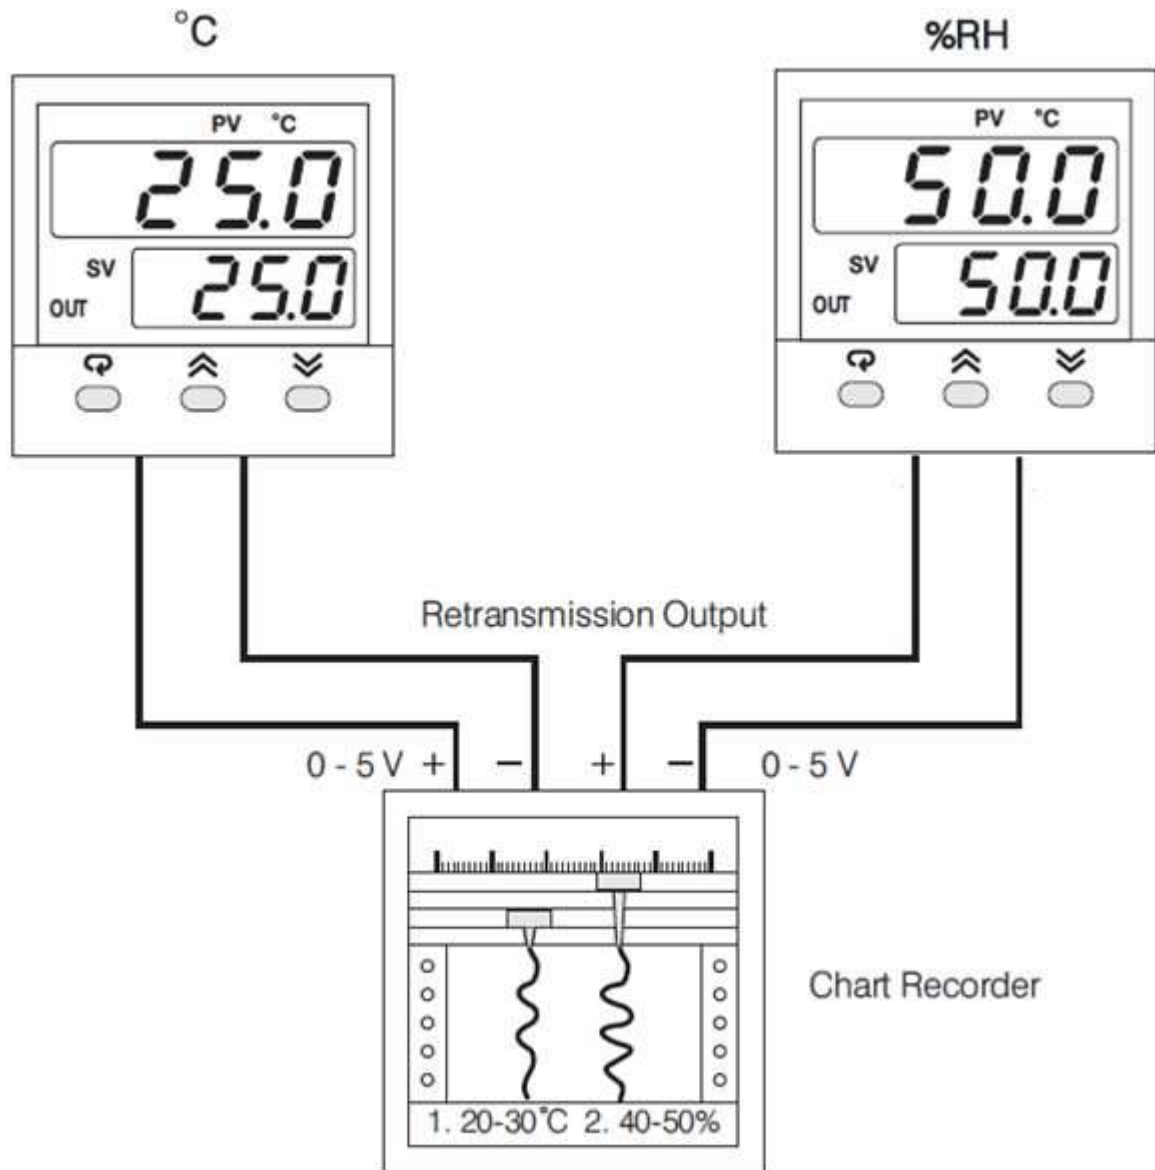 °C
%RH
PV °C
25.0
SV 25.0
OUT
PV °C
50.0
SV 50.0
OUT
Retransmission Output
0 - 5 V + − + − 0 - 5 V
Chart Recorder
1. 20-30°C 2. 40-50%